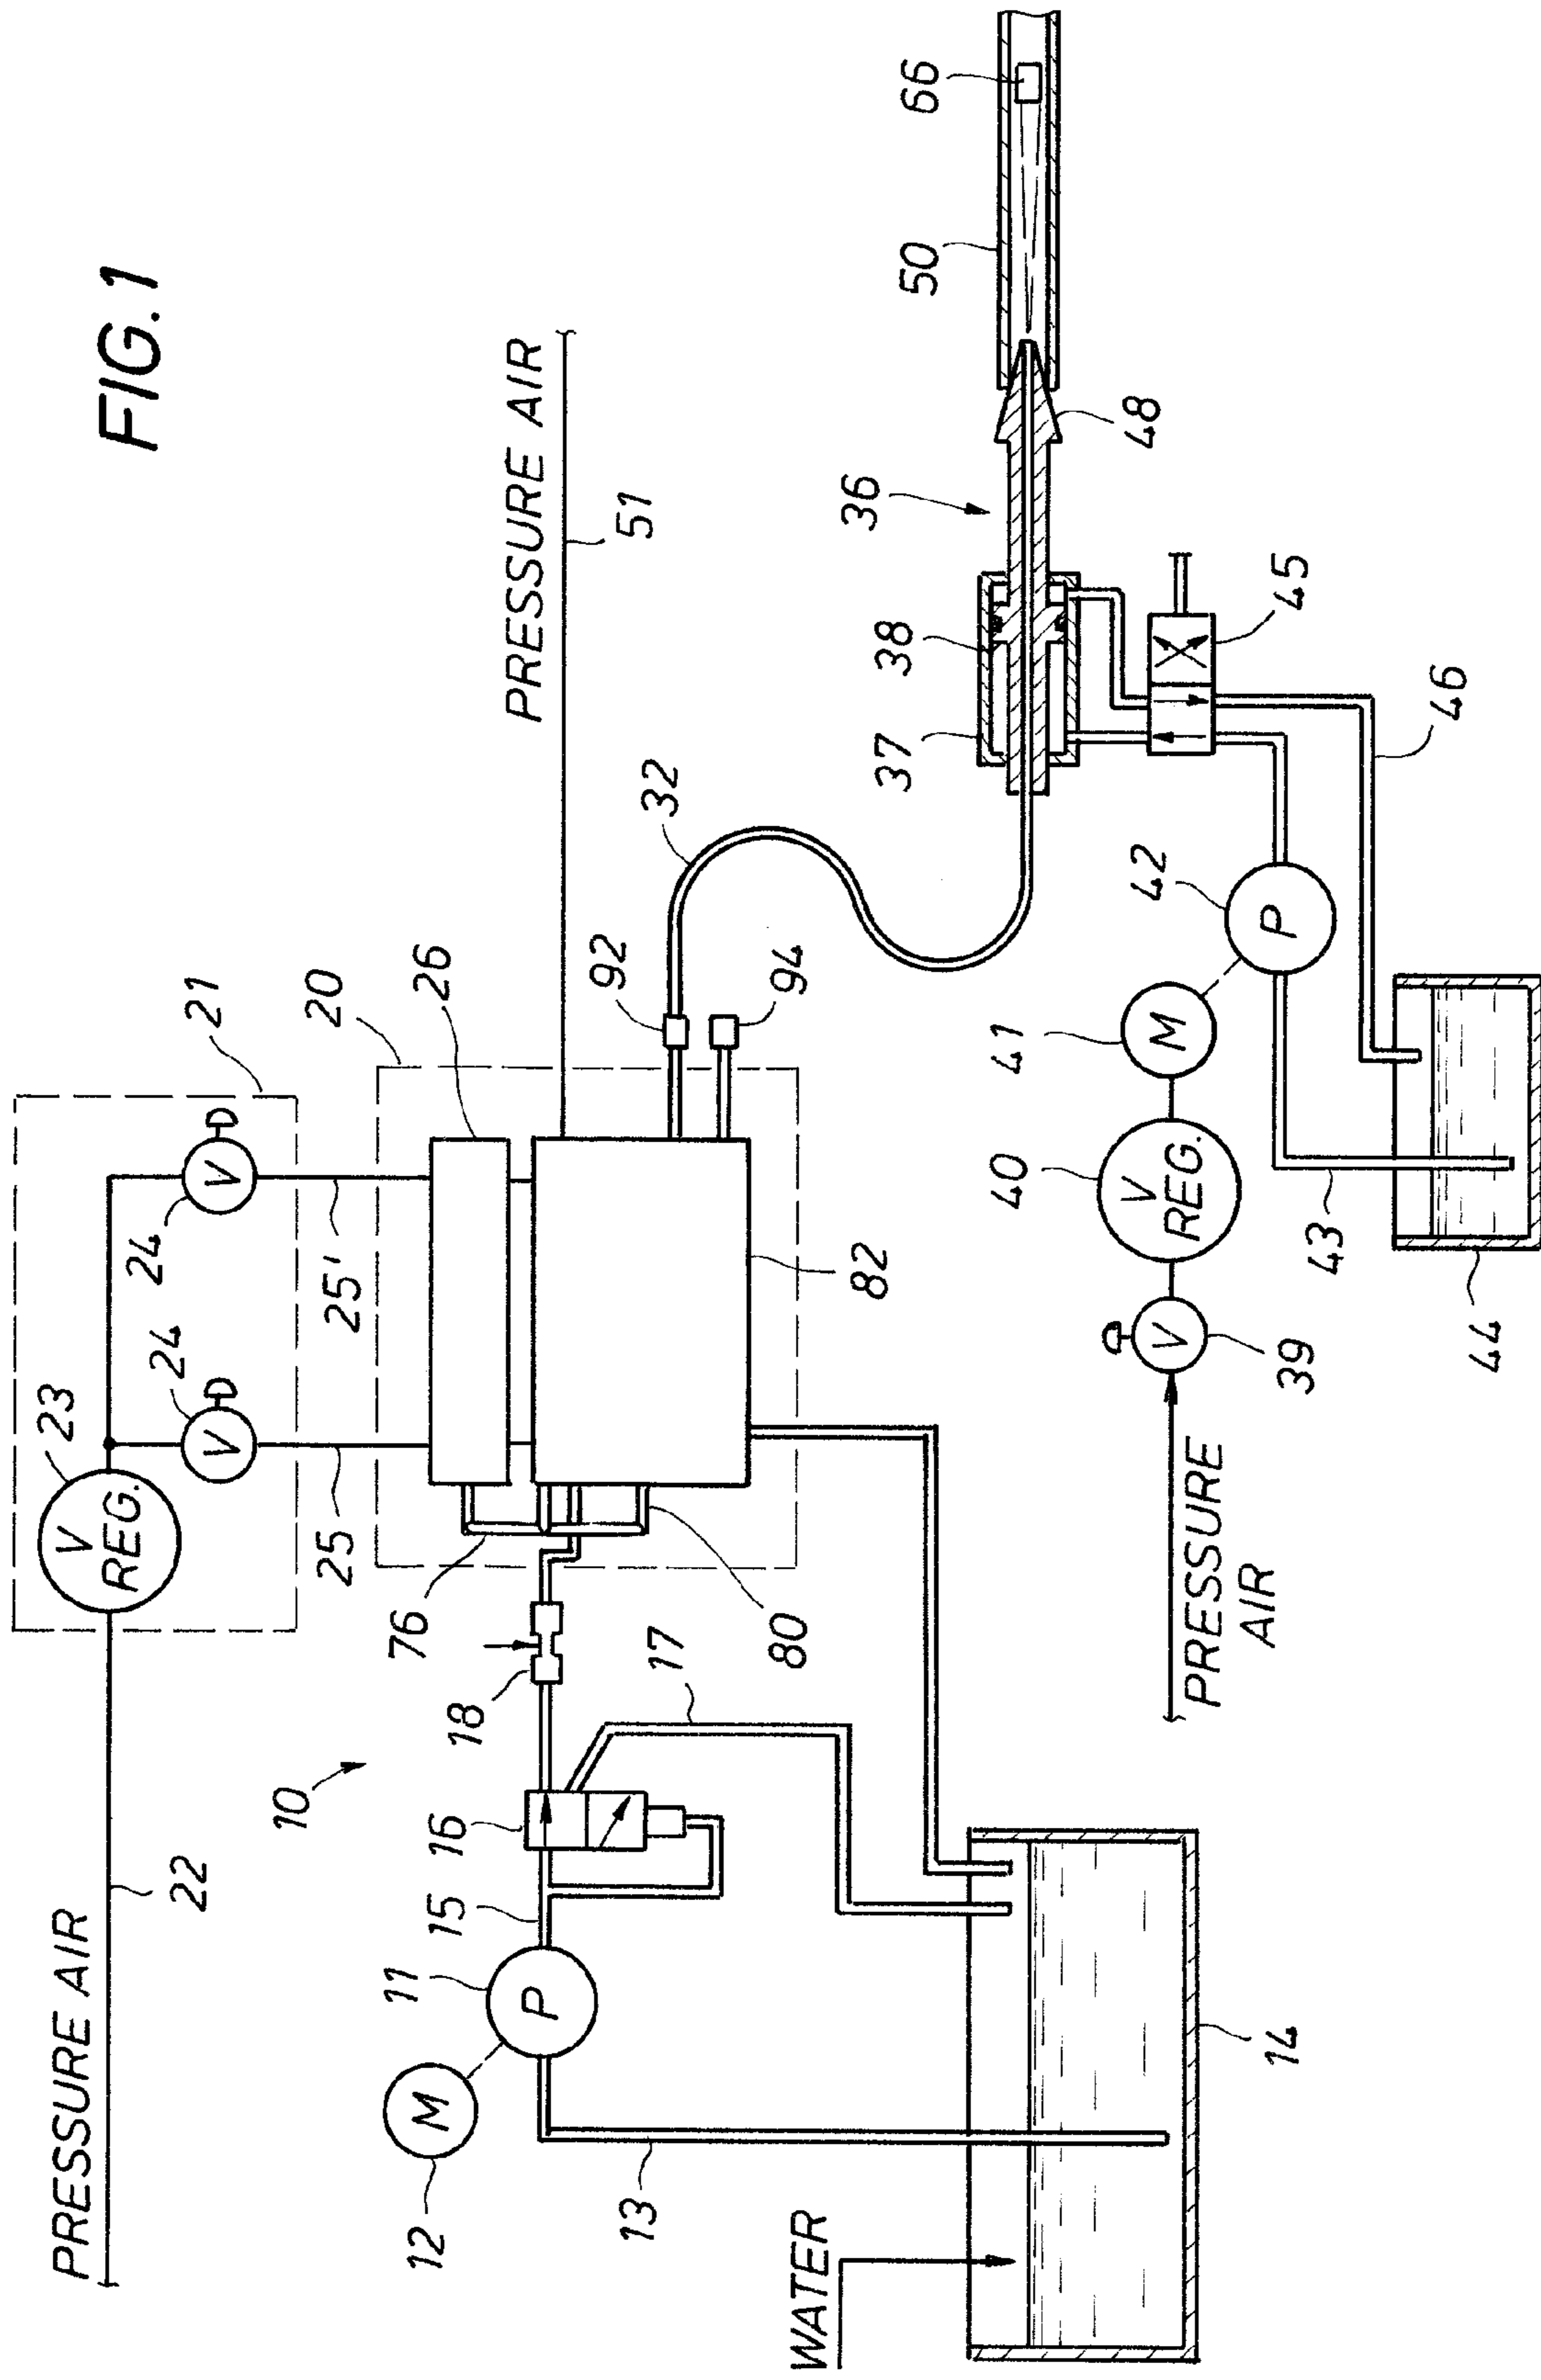 FIG.1
PRESSURE AIR
22
23
V
REG.
24
V
24
V
21
25
25'
20
26
PRESSURE AIR
51
76
80
82
92
94
32
10
18
17
16
15
11
P
12
M
13
14
WATER
36
37
38
48
50
66
45
46
42
P
41
M
40
V
REG.
39
V
43
44
PRESSURE
AIR